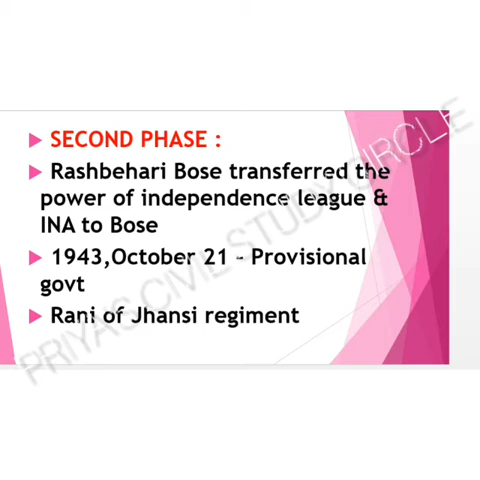 SECOND PHASE :
Rashbehari Bose transferred the
power of independence league &
INA to Bose
1943,October 21 - Provisional
govt
Rani of Jhansi regiment
PRIYAS CIVIL STUDY CIRCLE